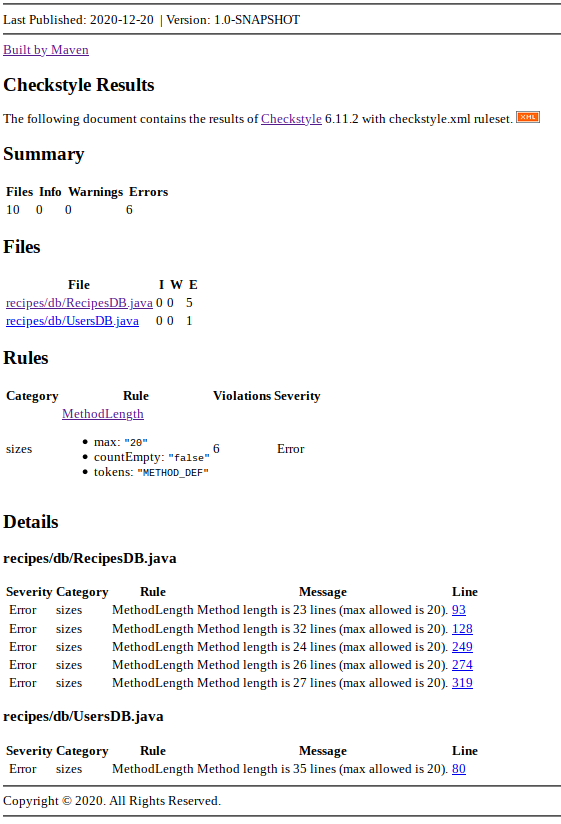 Last Published: 2020-12-20 | Version: 1.0-SNAPSHOT
Built by Maven
Checkstyle Results
The following document contains the results of Checkstyle 6.11.2 with checkstyle.xml ruleset. XML
Summary
Files Info Warnings Errors
10 0 0 6
Files
File I W E
recipes/db/RecipesDB.java 0 0 5
recipes/db/UsersDB.java 0 0 1
Rules
Category Rule Violations Severity
MethodLength
• max: "20"
sizes • countEmpty: "false" 6 Error
• tokens: "METHOD_DEF"
Details
recipes/db/RecipesDB.java
Severity Category Rule Message Line
Error sizes MethodLength Method length is 23 lines (max allowed is 20). 93
Error sizes MethodLength Method length is 32 lines (max allowed is 20). 128
Error sizes MethodLength Method length is 24 lines (max allowed is 20). 249
Error sizes MethodLength Method length is 26 lines (max allowed is 20). 274
Error sizes MethodLength Method length is 27 lines (max allowed is 20). 319
recipes/db/UsersDB.java
Severity Category Rule Message Line
Error sizes MethodLength Method length is 35 lines (max allowed is 20). 80
Copyright © 2020. All Rights Reserved.